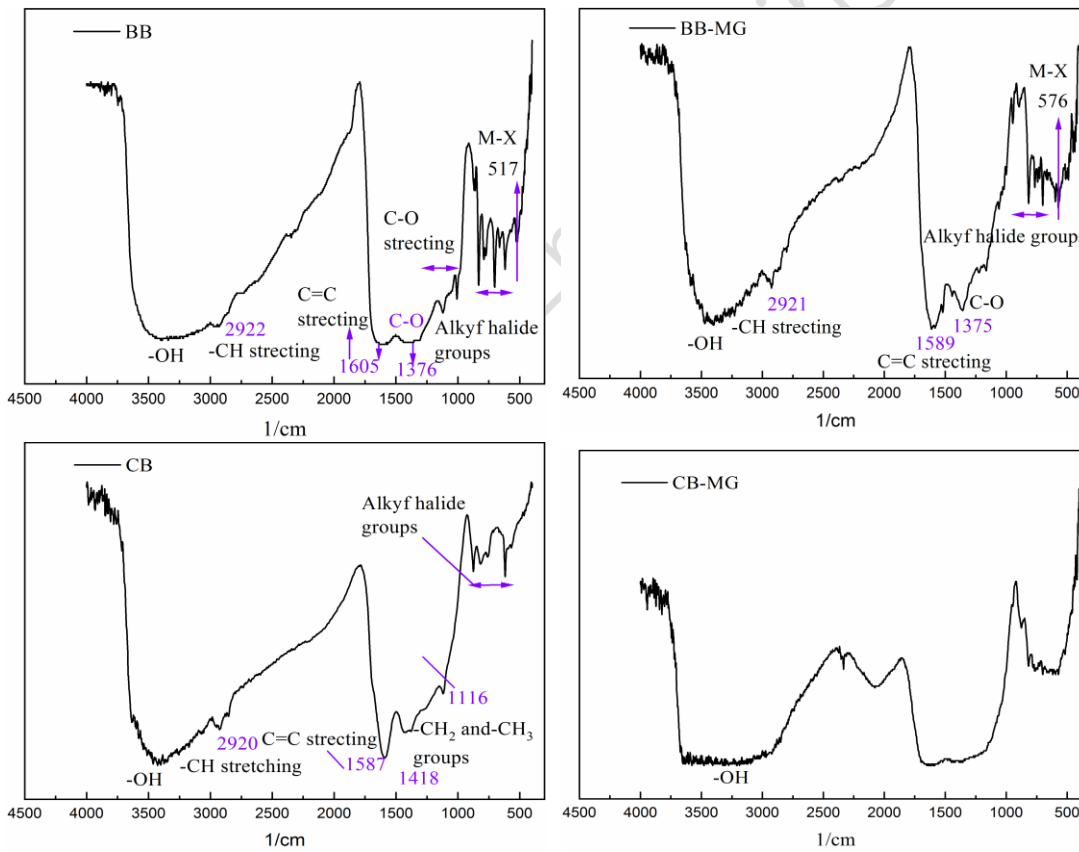 BB
M-X
517
C-O
strecting
C=C
strecting
C-O
2922
-OH
-CH strecting
1605
1376
Alkyf halide
groups
4500 4000 3500 3000 2500 2000 1500 1000 500
1/cm
BB-MG
M-X
576
Alkyf halide groups
2921
-OH
-CH strecting
C-O
1375
1589
C=C strecting
4500 4000 3500 3000 2500 2000 1500 1000 500
1/cm
CB
Alkyf halide
groups
1116
-CH2 and-CH3
groups
2920
C=C strecting
-OH
-CH stretching
1587
1418
4500 4000 3500 3000 2500 2000 1500 1000 500
1/cm
CB-MG
-OH
4500 4000 3500 3000 2500 2000 1500 1000 500
1/cm